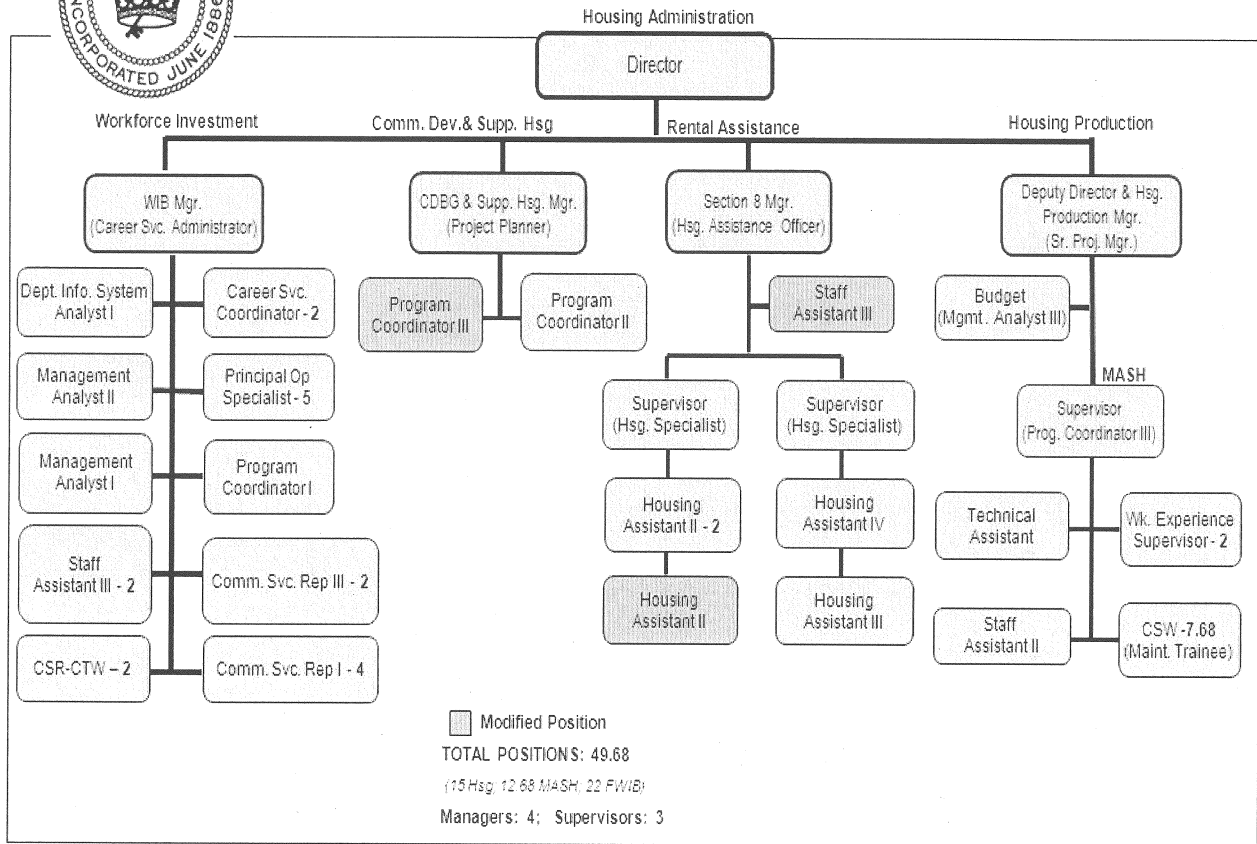 INCORPORATED JUNE 1886
Housing Administration
Director
Workforce Investment
Comm. Dev.& Supp. Hsg
Rental Assistance
Housing Production
WIB Mgr.
(Career Svc. Administrator)
CDBG & Supp. Hsg. Mgr.
(Project Planner)
Section 8 Mgr.
(Hsg. Assistance Officer)
Deputy Director & Hsg.
Production Mgr.
(Sr. Proj. Mgr.)
Dept. Info. System
Analyst I
Career Svc.
Coordinator - 2
Management
Analyst II
Principal Op
Specialist - 5
Management
Analyst I
Program
Coordinator I
Staff
Assistant III - 2
Comm. Svc. Rep III - 2
CSR-CTW – 2
Comm. Svc. Rep I - 4
Program
Coordinator III
Program
Coordinator II
Staff
Assistant III
Supervisor
(Hsg. Specialist)
Supervisor
(Hsg. Specialist)
Housing
Assistant II - 2
Housing
Assistant IV
Housing
Assistant II
Housing
Assistant III
Budget
(Mgmt. Analyst III)
MASH
Supervisor
(Prog. Coordinator III)
Technical
Assistant
Wk. Experience
Supervisor - 2
Staff
Assistant II
CSW -7.68
(Maint. Trainee)
Modified Position
TOTAL POSITIONS: 49.68
(15 Hsg; 12.68 MASH; 22 FWIB)
Managers: 4; Supervisors: 3